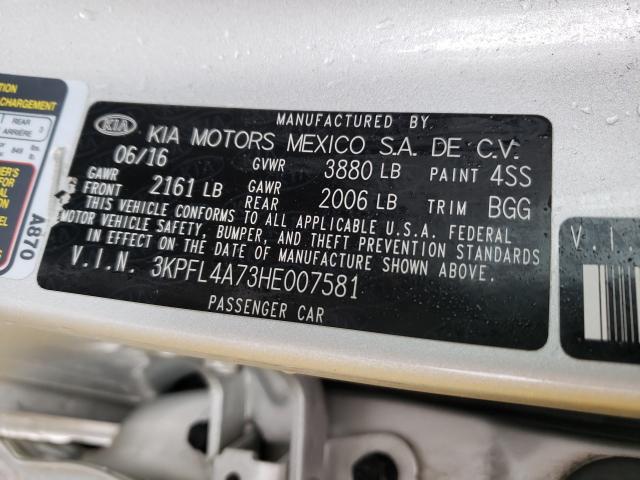 MANUFACTURED BY
KIA KIA MOTORS MEXICO S.A. DE C.V.
06/16 GVWR 3880 LB PAINT 4SS
GAWR FRONT 2161 LB GAWR REAR 2006 LB TRIM BGG
THIS VEHICLE CONFORMS TO ALL APPLICABLE U.S.A. FEDERAL
MOTOR VEHICLE SAFETY, BUMPER, AND THEFT PREVENTION STANDARDS
IN EFFECT ON THE DATE OF MANUFACTURE SHOWN ABOVE.
V.I.N. 3KPFL4A73HE007581
PASSENGER CAR
CHARGEMENT
REAR
ARRIÈRE
A870
V.I.